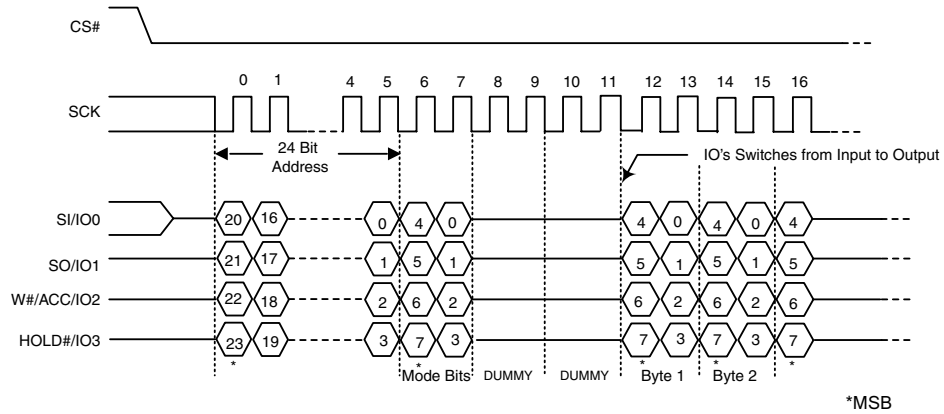 CS#
0 1 4 5 6 7 8 9 10 11 12 13 14 15 16
SCK
24 Bit
Address
IO's Switches from Input to Output
SI/IO0 20 16 0 4 0 4 0 4 0 4
SO/IO1 21 17 1 5 1 5 1 5 1 5
W#/ACC/IO2 22 18 2 6 2 6 2 6 2 6
HOLD#/IO3 23 19 3 7 3 7 3 7 3 7
* * * * *
Mode Bits DUMMY DUMMY Byte 1 Byte 2
*MSB